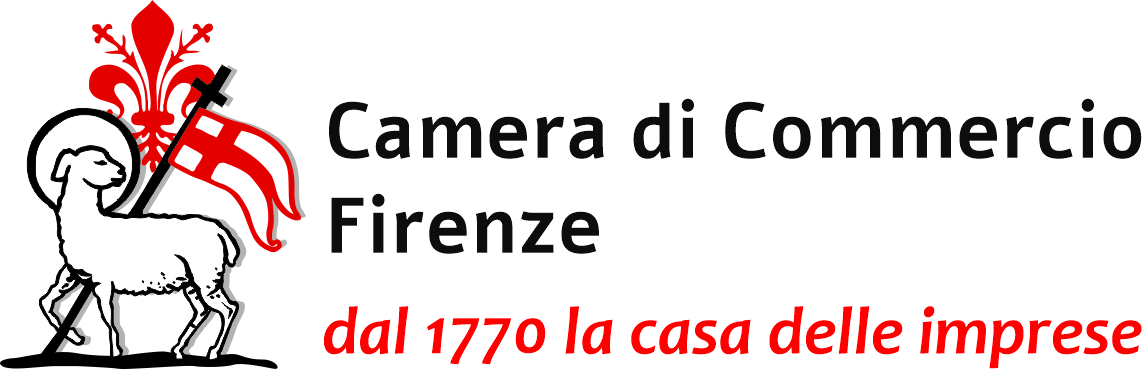 Camera di Commercio
Firenze
dal 1770 la casa delle imprese